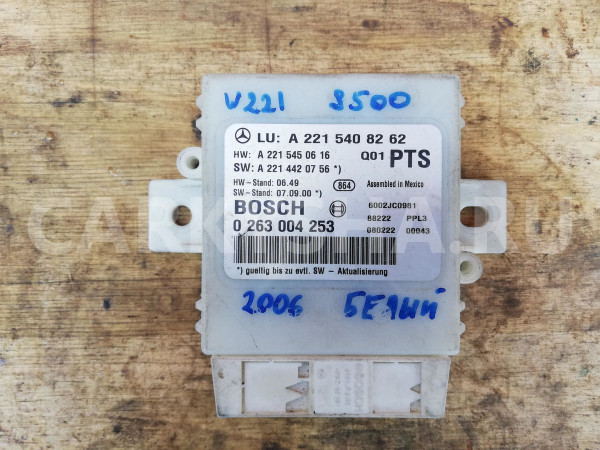 V221 S500
LU: A 221 540 82 62
HW: A 221 545 06 16 Q01 PTS
SW: A 221 442 07 56 *)
HW-Stand: 06.49 864 Assembled in Mexico
SW-Stand: 07.09.00 *)
BOSCH 6002JC0981
0 263 004 253 88222 PPL3
080222 00043
*) gueltig bis zu evtl. SW - Aktualisierung
2006 БЕЛЫЙ